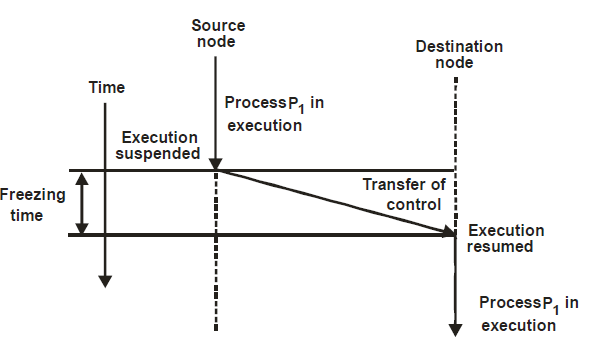 Source
node
Destination
node
Time
Process P1 in
execution
Execution
suspended
Transfer of
control
Freezing
time
Execution
resumed
Process P1 in
execution